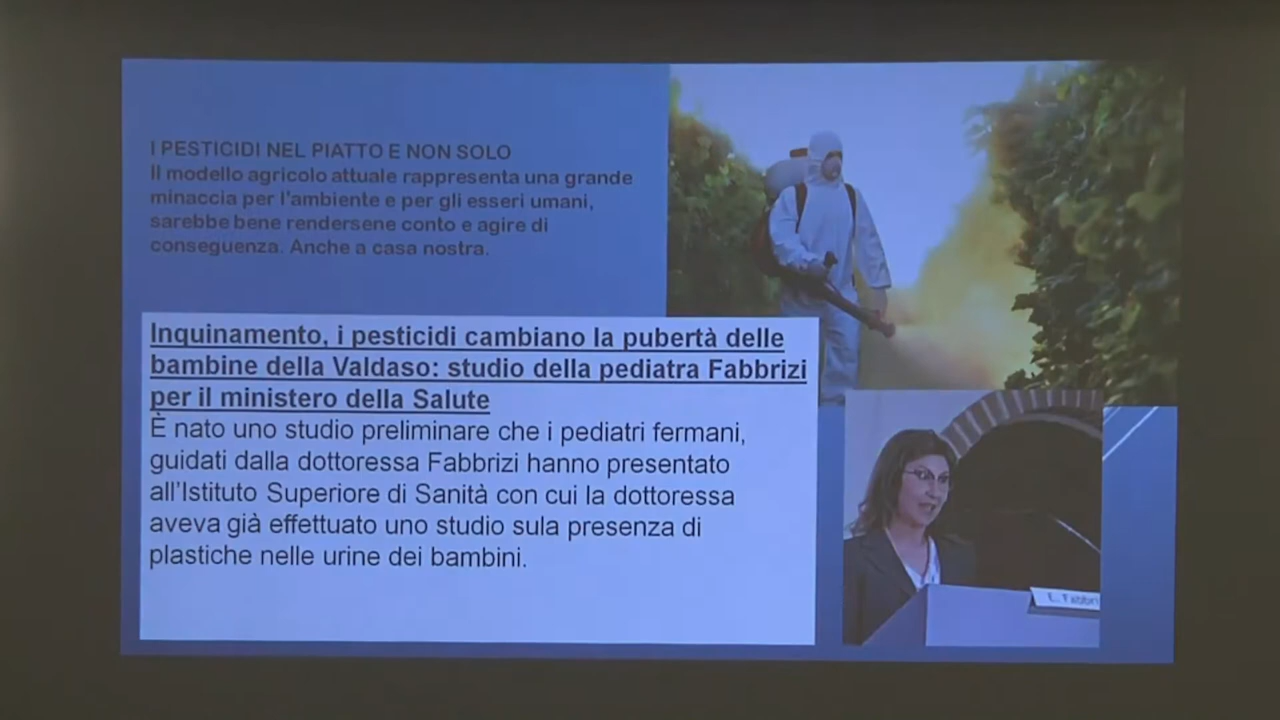 I PESTICIDI NEL PIATTO E NON SOLO
Il modello agricolo attuale rappresenta una grande
minaccia per l'ambiente e per gli esseri umani,
sarebbe bene rendersene conto e agire di
conseguenza. Anche a casa nostra.
Inquinamento, i pesticidi cambiano la pubertà delle
bambine della Valdaso: studio della pediatra Fabbrizi
per il ministero della Salute
È nato uno studio preliminare che i pediatri fermani,
guidati dalla dottoressa Fabbrizi hanno presentato
all'Istituto Superiore di Sanità con cui la dottoressa
aveva già effettuato uno studio sula presenza di
plastiche nelle urine dei bambini.